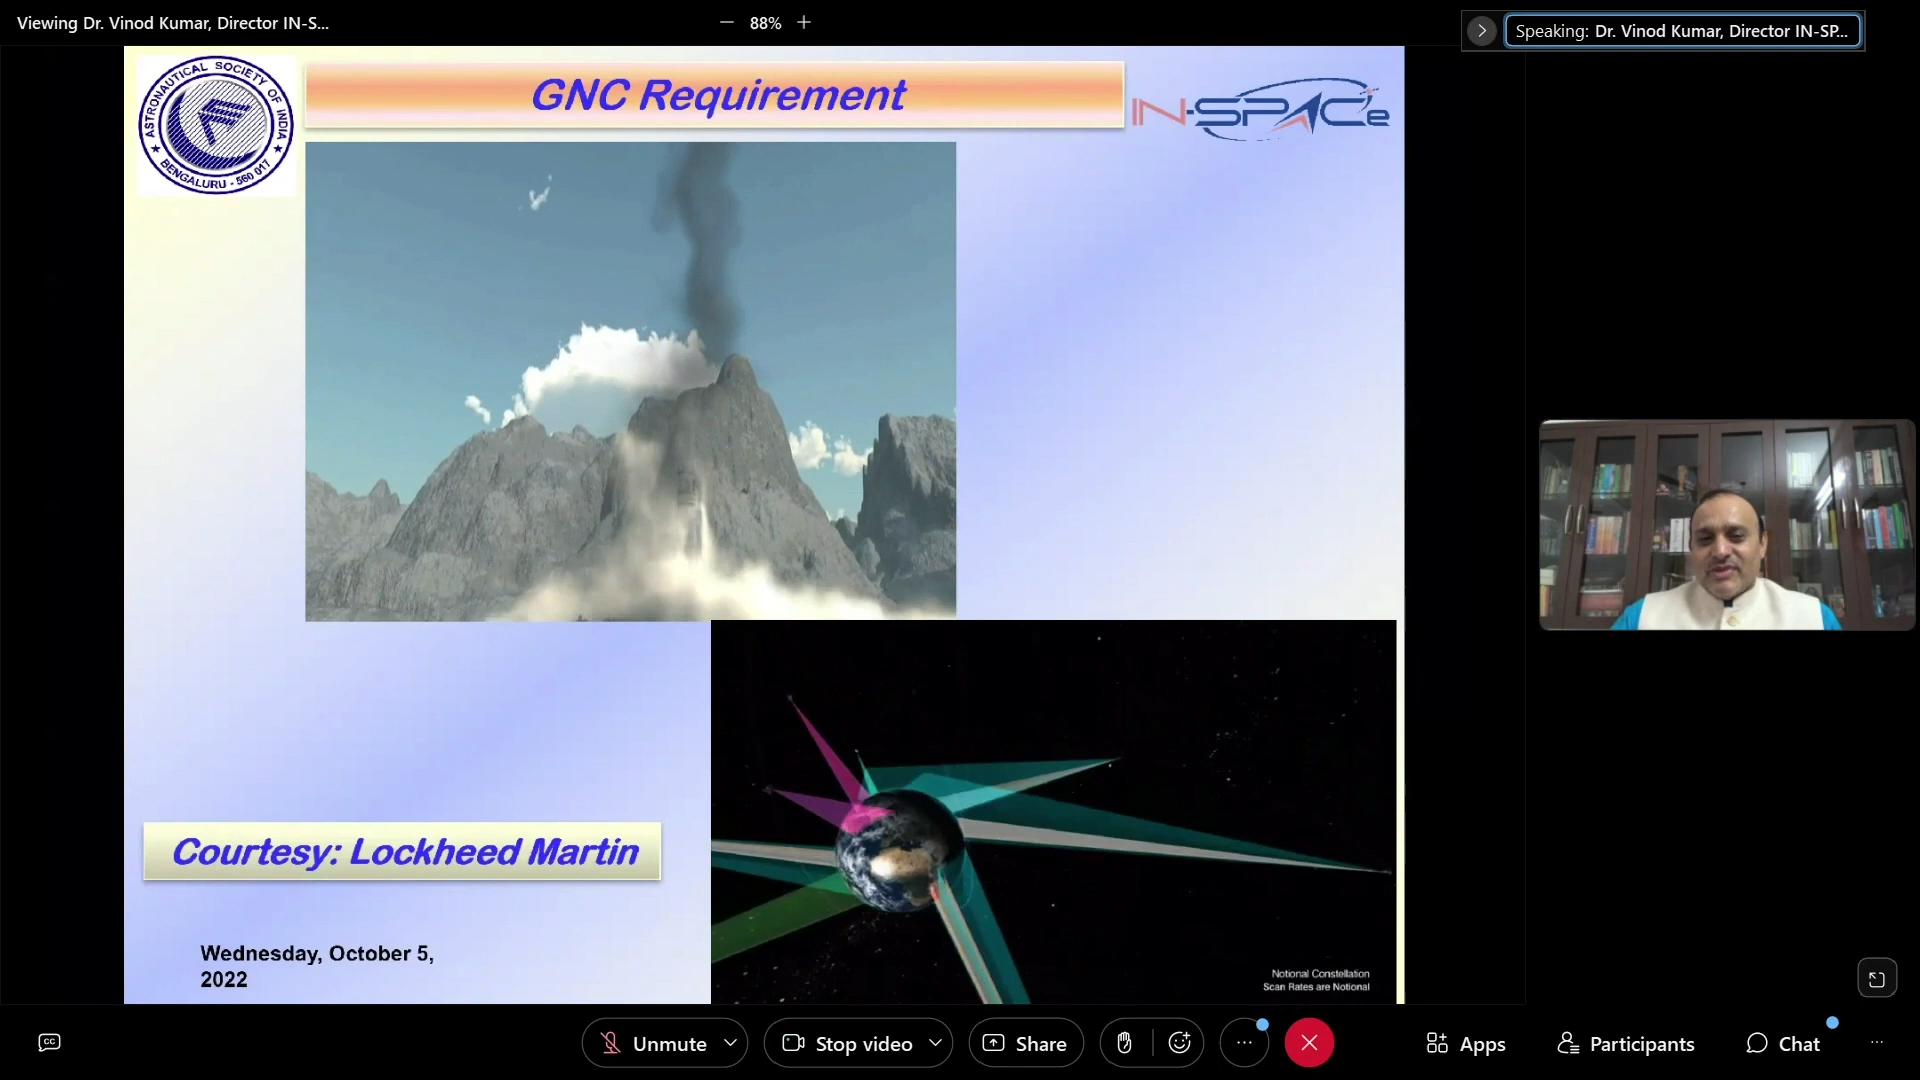 Viewing Dr. Vinod Kumar, Director IN-S...
88%
Speaking: Dr. Vinod Kumar, Director IN-SP...
ASTRONAUTICAL SOCIETY OF INDIA
BENGALURU - 560 017
GNC Requirement
IN-SPACe
Courtesy: Lockheed Martin
Wednesday, October 5,
2022
Notional Constellation
Scan Rates are Notional
CC
Unmute
Stop video
Share
Apps
Participants
Chat